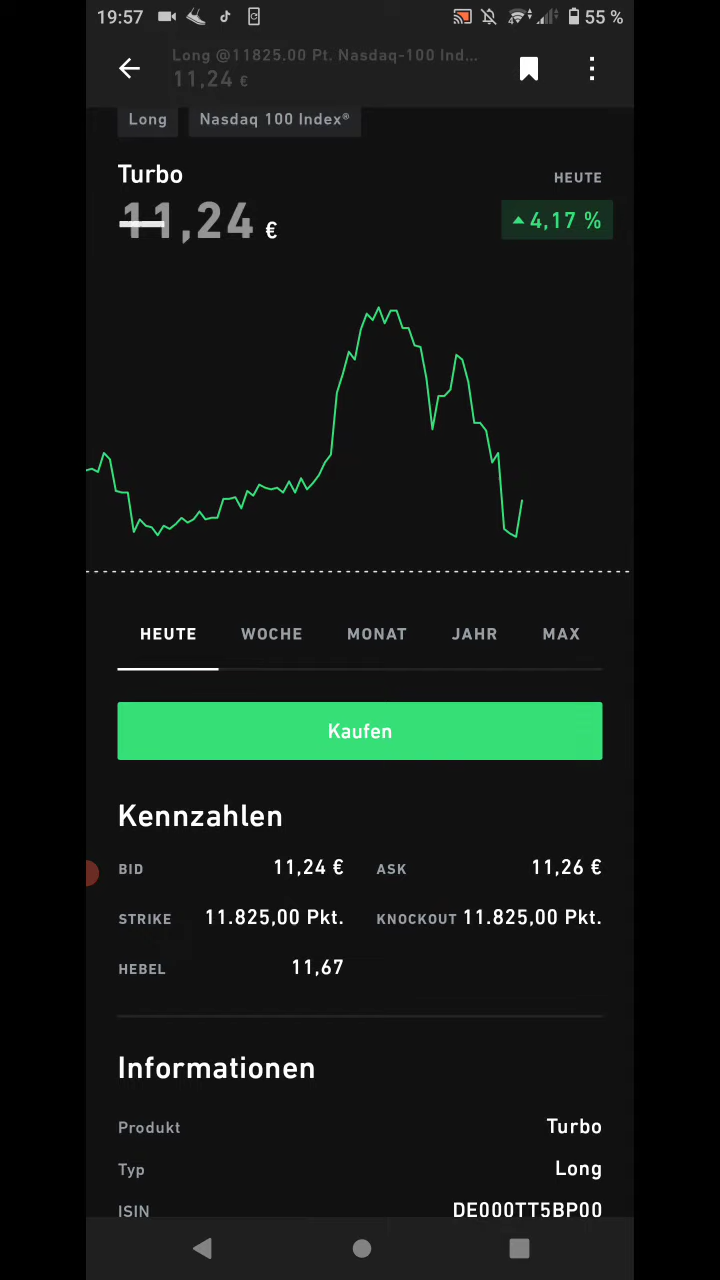 19:57
55 %
Long @11825.00 Pt. Nasdaq-100 Ind...
11,24 €
Long
Nasdaq 100 Index®
Turbo
HEUTE
11,24 €
4,17 %
HEUTE
WOCHE
MONAT
JAHR
MAX
Kaufen
Kennzahlen
BID 11,24 €
ASK 11,26 €
STRIKE 11.825,00 Pkt.
KNOCKOUT 11.825,00 Pkt.
HEBEL 11,67
Informationen
Produkt Turbo
Typ Long
ISIN DE000TT5BP00